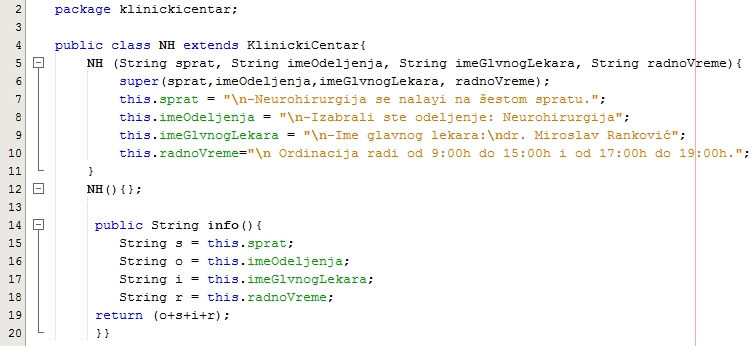 2 package klinickicentar;
3
4 public class NH extends KlinickiCentar{
5 NH (String sprat, String imeOdeljenja, String imeGlvnogLekara, String radnoVreme){
6 super(sprat,imeOdeljenja,imeGlvnogLekara, radnoVreme);
7 this.sprat = "\n-Neurohirurgija se nalayi na šestom spratu.";
8 this.imeOdeljenja = "\n-Izabrali ste odeljenje: Neurohirurgija";
9 this.imeGlvnogLekara = "\n-Ime glavnog lekara:\ndr. Miroslav Ranković";
10 this.radnoVreme="\n Ordinacija radi od 9:00h do 15:00h i od 17:00h do 19:00h.";
11 }
12 NH(){};
13
14 public String info(){
15 String s = this.sprat;
16 String o = this.imeOdeljenja;
17 String i = this.imeGlvnogLekara;
18 String r = this.radnoVreme;
19 return (o+s+i+r);
20 }}